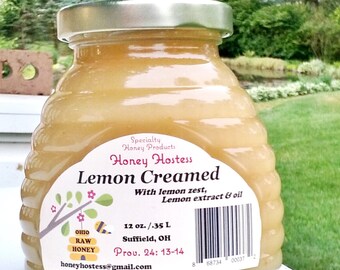 Specialty
Honey Products
Honey Hostess
Lemon Creamed
With lemon zest,
Lemon extract & oil
12 oz./.35 L
Suffield, OH
Prov. 24: 13-14
OHIO
RAW
HONEY
honeyhostess@gmail.com